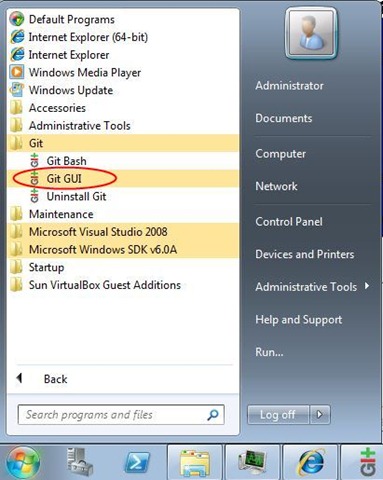 Default Programs
Internet Explorer (64-bit)
Internet Explorer
Windows Media Player
Windows Update
Accessories
Administrative Tools
Git
Git Bash
Git GUI
Uninstall Git
Maintenance
Microsoft Visual Studio 2008
Microsoft Windows SDK v6.0A
Startup
Sun VirtualBox Guest Additions
Back
Search programs and files
Administrator
Documents
Computer
Network
Control Panel
Devices and Printers
Administrative Tools
Help and Support
Run...
Log off